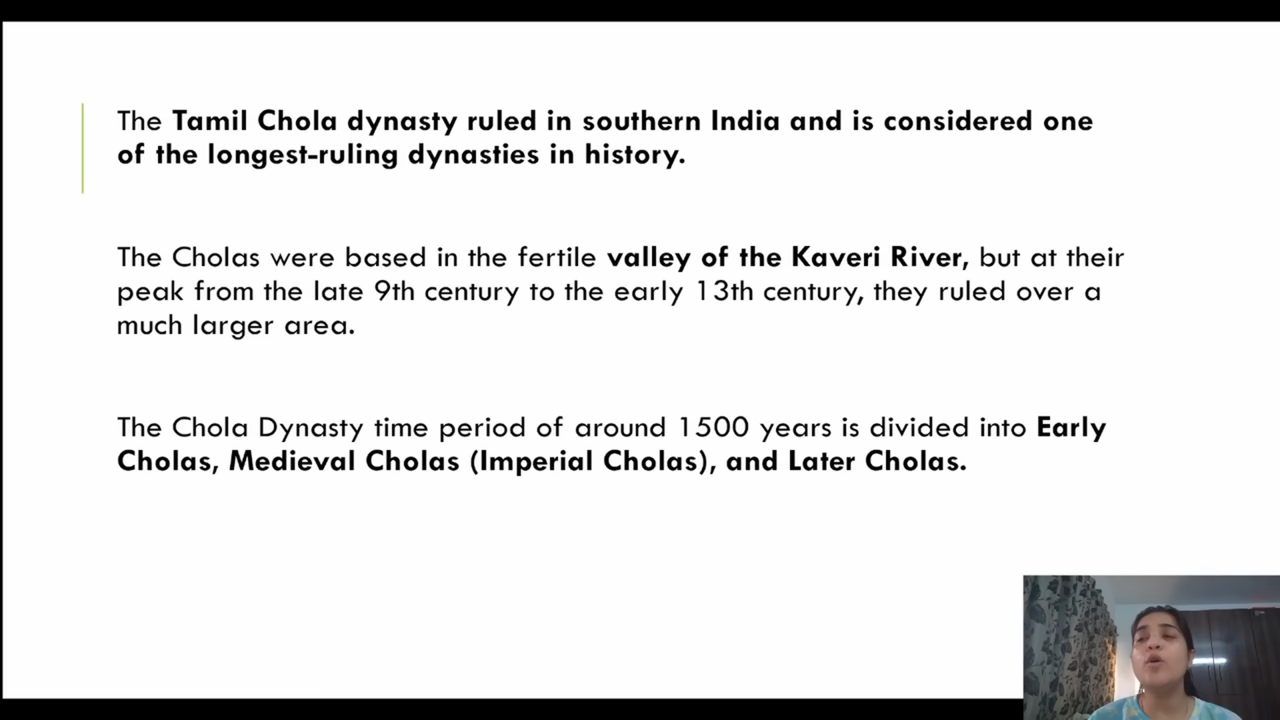 The Tamil Chola dynasty ruled in southern India and is considered one
of the longest-ruling dynasties in history.
The Cholas were based in the fertile valley of the Kaveri River, but at their
peak from the late 9th century to the early 13th century, they ruled over a
much larger area.
The Chola Dynasty time period of around 1500 years is divided into Early
Cholas, Medieval Cholas (Imperial Cholas), and Later Cholas.